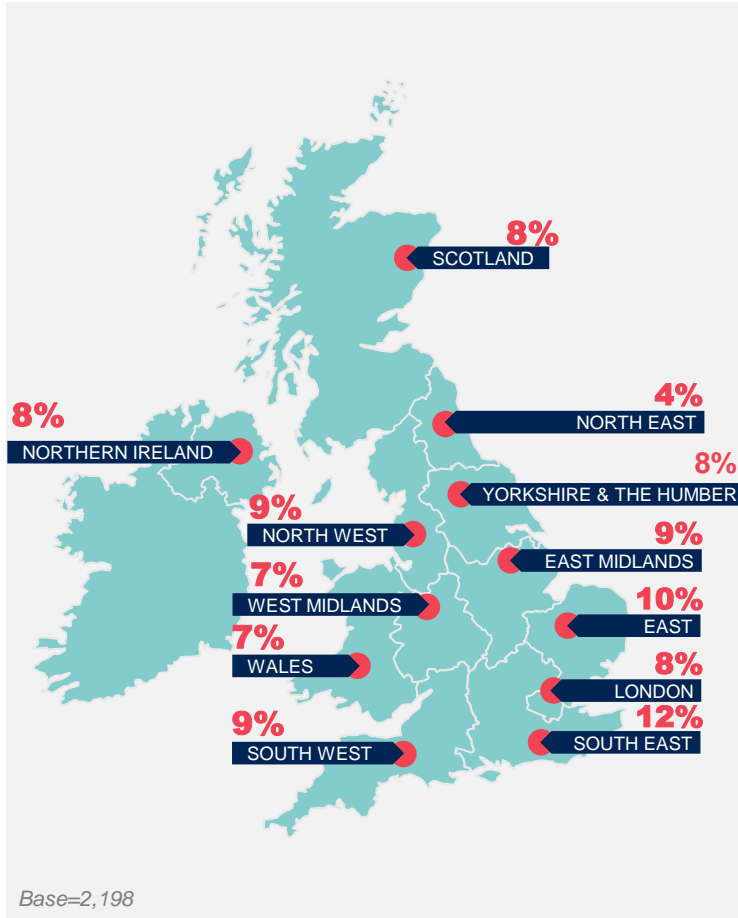 8%
SCOTLAND
4%
NORTH EAST
8%
NORTHERN IRELAND
8%
YORKSHIRE & THE HUMBER
9%
NORTH WEST
9%
EAST MIDLANDS
7%
WEST MIDLANDS
10%
EAST
7%
WALES
8%
LONDON
12%
SOUTH EAST
9%
SOUTH WEST
Base=2,198